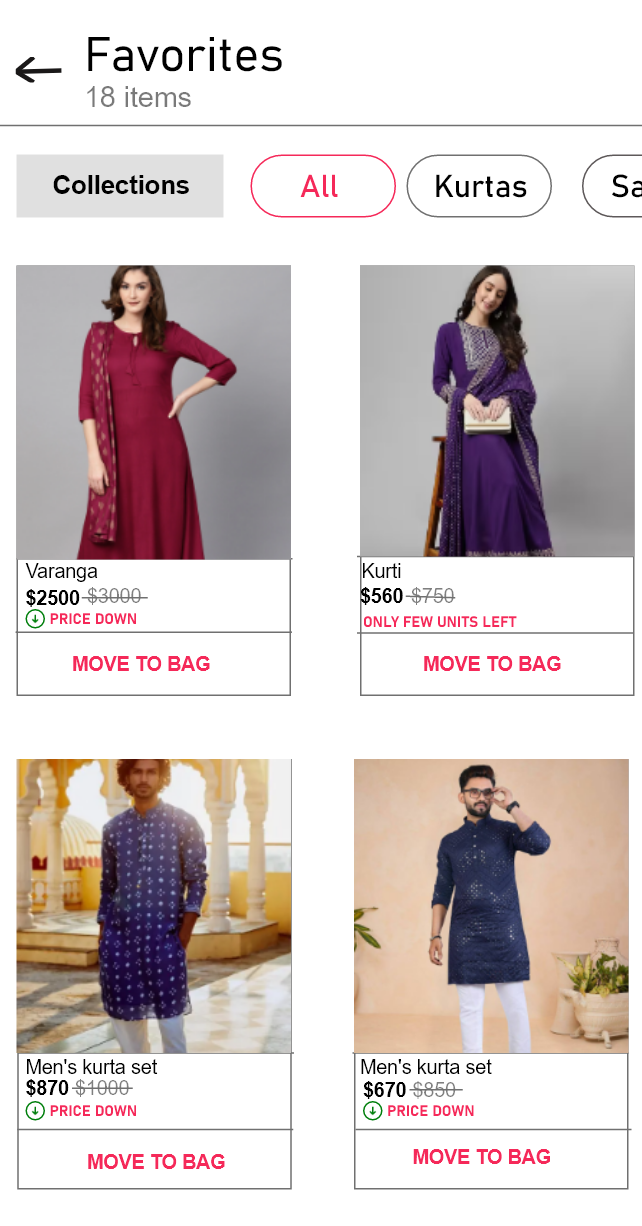 Favorites
18 items
Collections
All
Kurtas
Sa
Varanga
$2500 $3000
PRICE DOWN
MOVE TO BAG
Kurti
$560 $750
ONLY FEW UNITS LEFT
MOVE TO BAG
Men's kurta set
$870 $1000
PRICE DOWN
MOVE TO BAG
Men's kurta set
$670 $850
PRICE DOWN
MOVE TO BAG